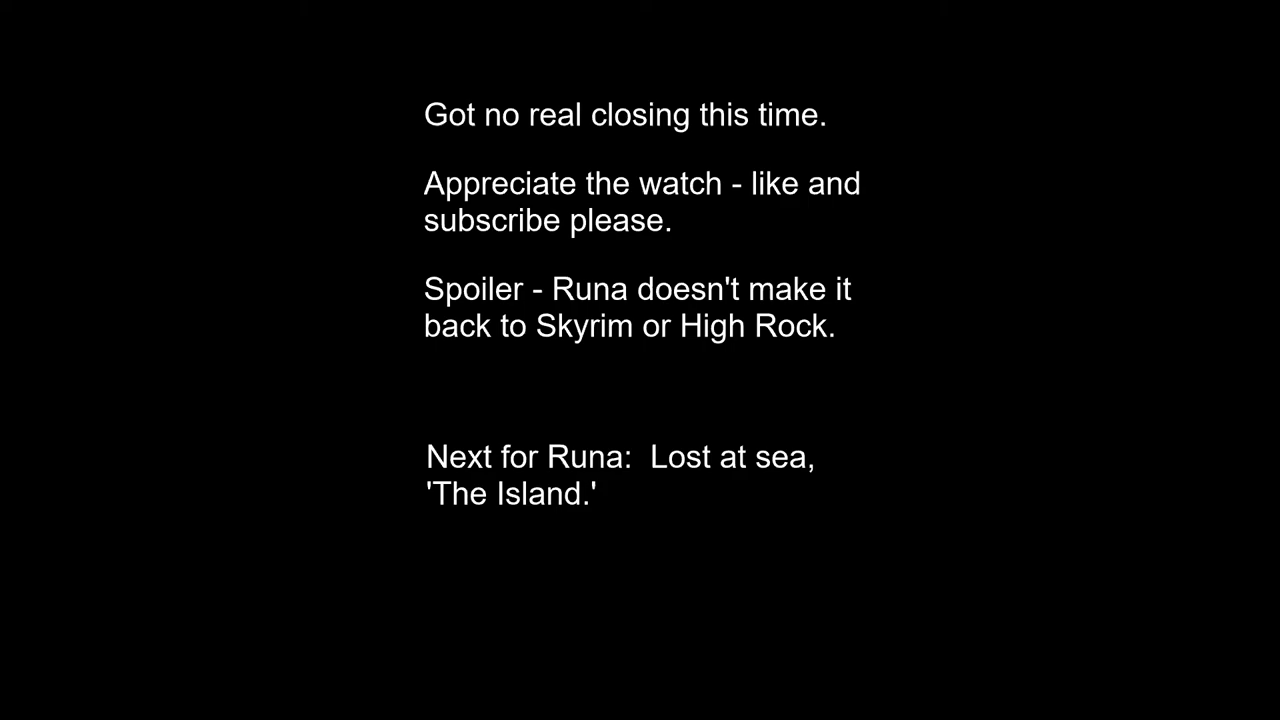 Got no real closing this time.
Appreciate the watch - like and
subscribe please.
Spoiler - Runa doesn't make it
back to Skyrim or High Rock.
Next for Runa:  Lost at sea,
'The Island.'